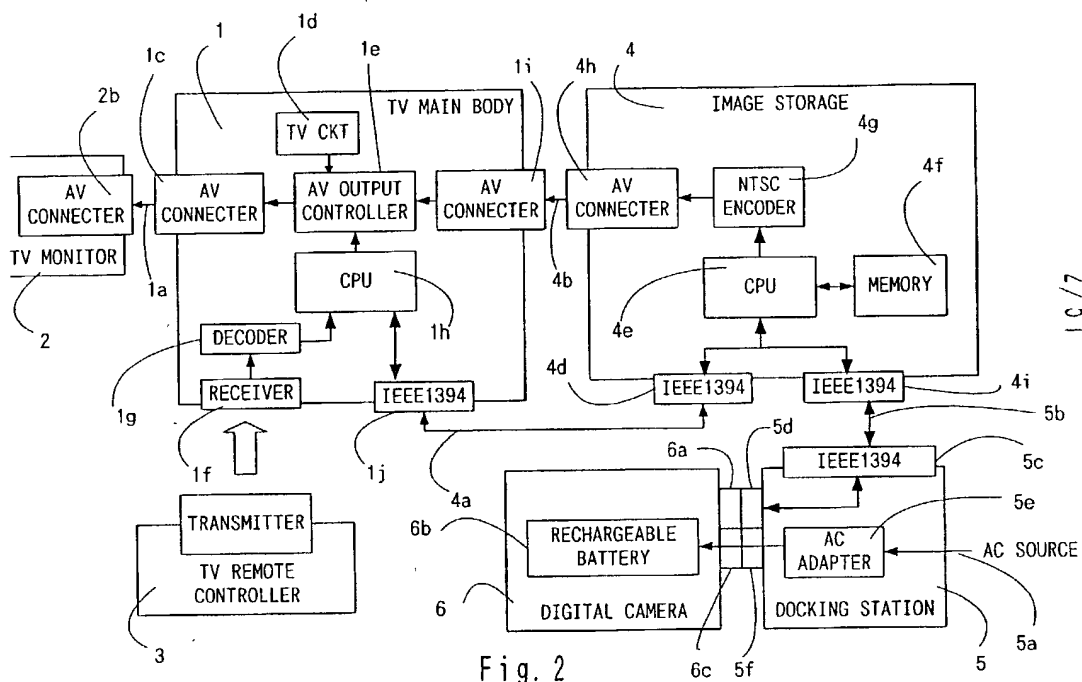 1d
1
1c
1e
1i
4h
4
2b
TV MAIN BODY
IMAGE STORAGE
TV CKT
4g
4f
AV CONNECTER
AV CONNECTER
AV OUTPUT CONTROLLER
AV CONNECTER
AV CONNECTER
NTSC ENCODER
TV MONITOR
1a
CPU
4b
CPU
MEMORY
2
1h
4e
DECODER
1g
RECEIVER
IEEE1394
4d
IEEE1394
IEEE1394
4i
1f
1j
4a
5b
6a
5d
IEEE1394
5c
TRANSMITTER
6b
RECHARGEABLE BATTERY
5e
AC ADAPTER
AC SOURCE
TV REMOTE CONTROLLER
3
6
DIGITAL CAMERA
DOCKING STATION
6c
5f
5
5a
Fig. 2